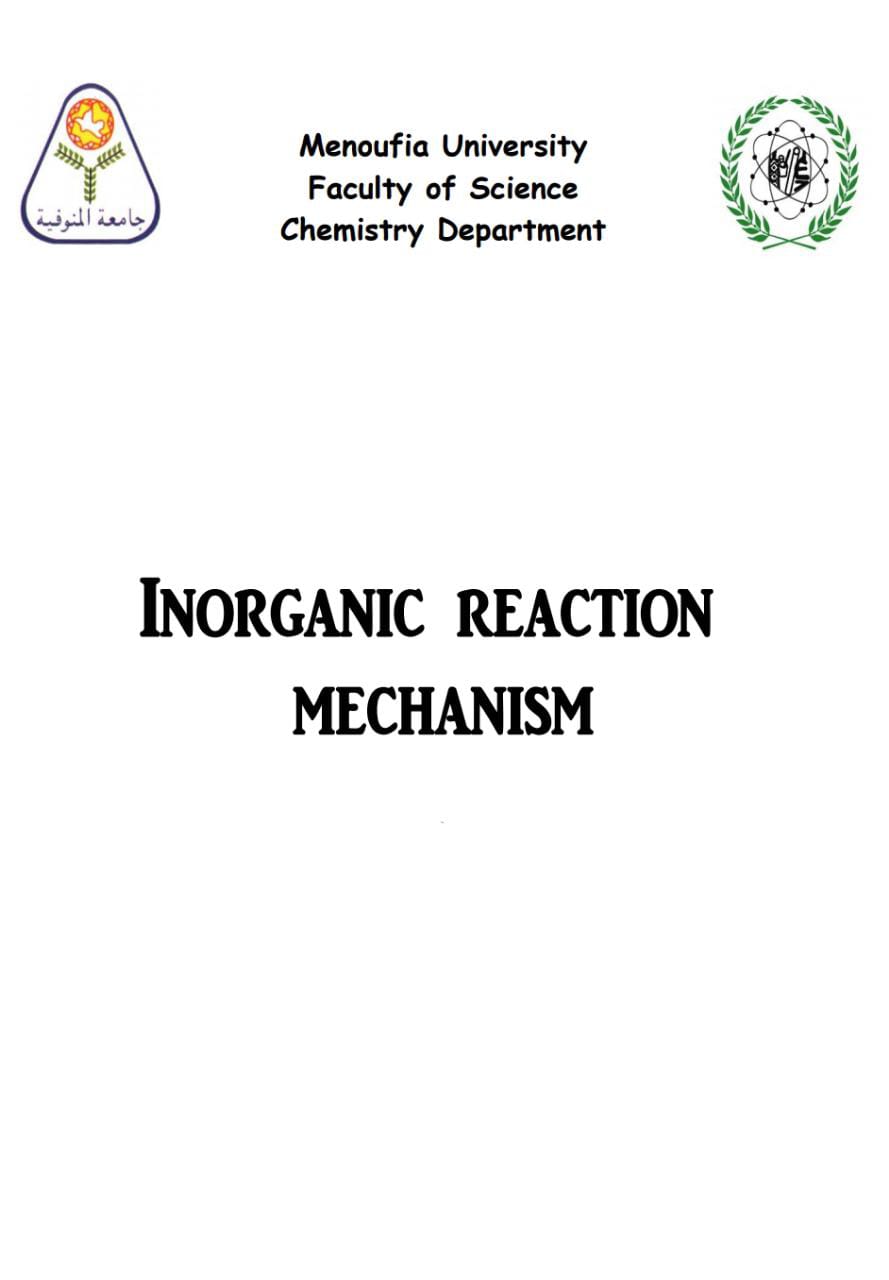 جامعة المنوفية
Menoufia University
Faculty of Science
Chemistry Department
INORGANIC REACTION
MECHANISM